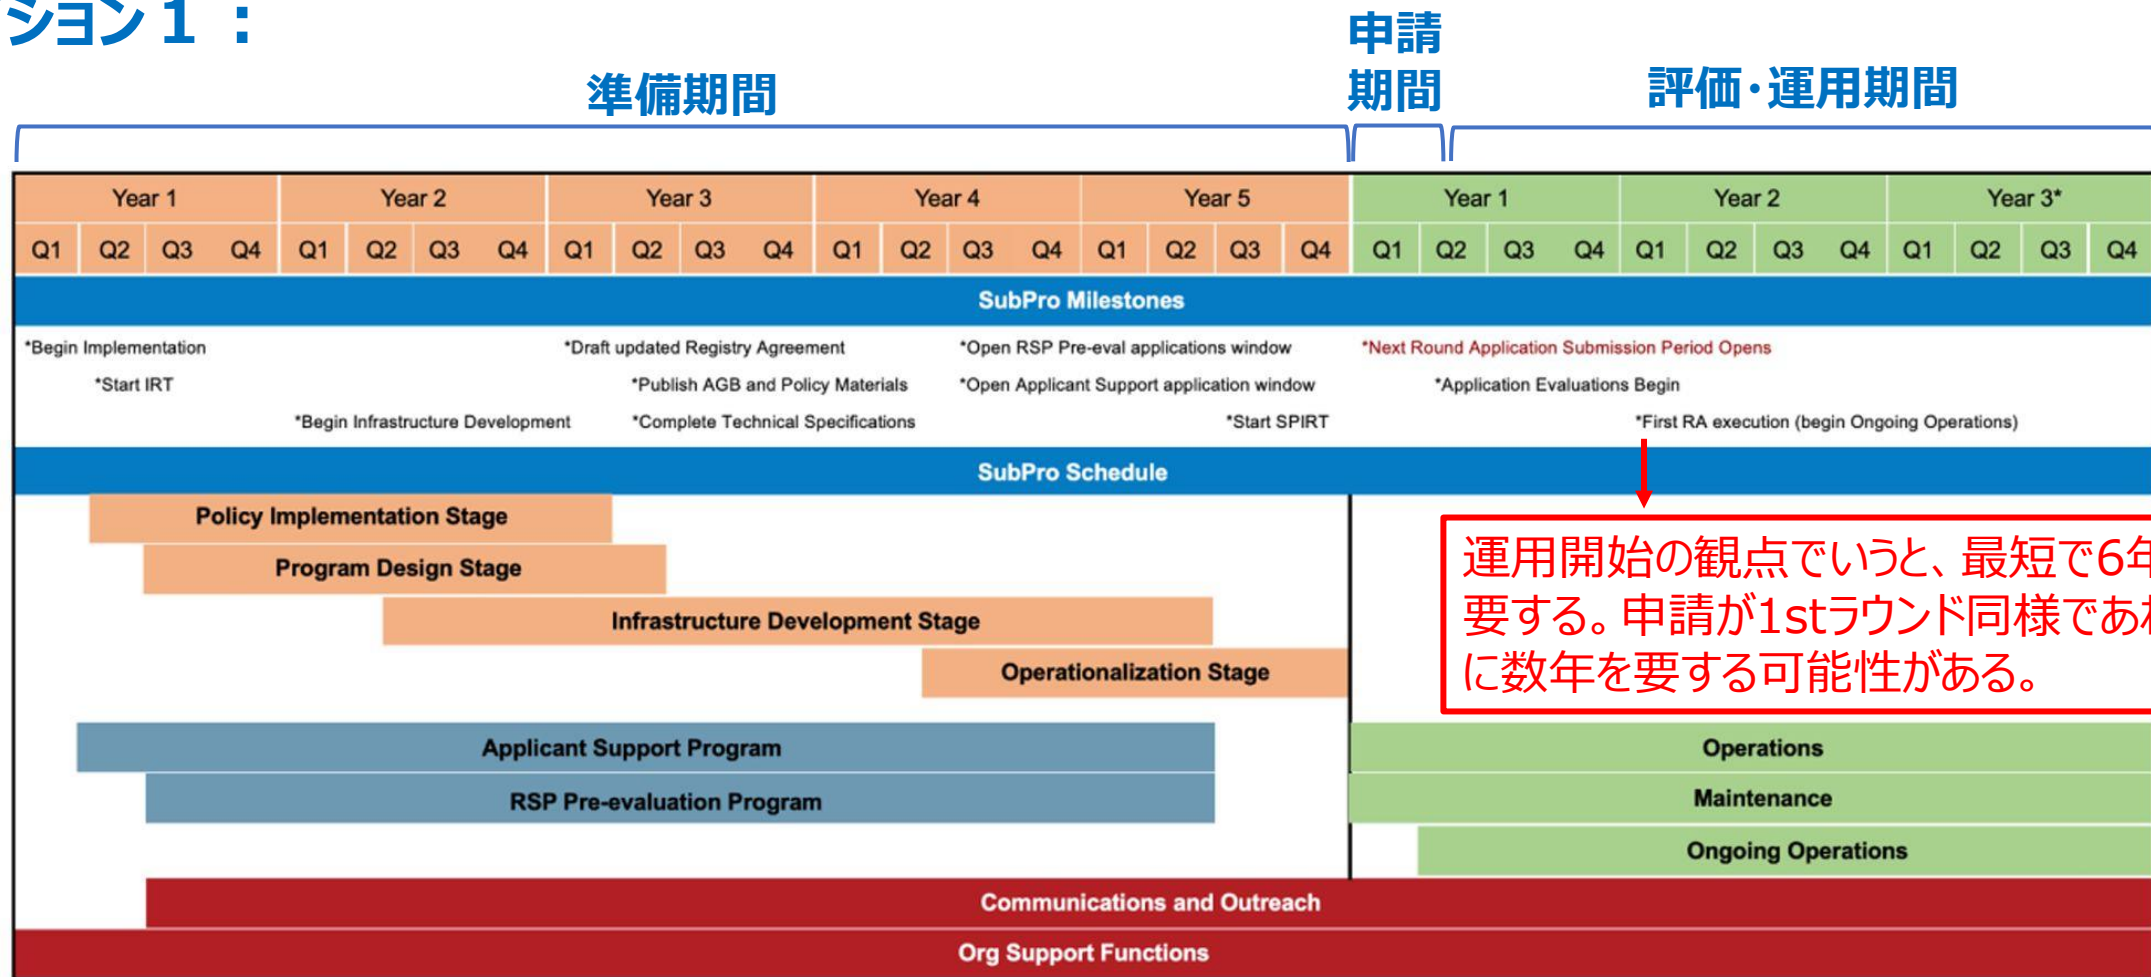 ション１：
準備期間
申請
期間
評価･運用期間
Year 1 Year 2 Year 3 Year 4 Year 5 Year 1 Year 2 Year 3*
Q1 Q2 Q3 Q4 Q1 Q2 Q3 Q4 Q1 Q2 Q3 Q4 Q1 Q2 Q3 Q4 Q1 Q2 Q3 Q4 Q1 Q2 Q3 Q4 Q1 Q2 Q3 Q4 Q1 Q2 Q3 Q4
SubPro Milestones
*Begin Implementation *Draft updated Registry Agreement *Open RSP Pre-eval applications window *Next Round Application Submission Period Opens
*Start IRT *Publish AGB and Policy Materials *Open Applicant Support application window *Application Evaluations Begin
*Begin Infrastructure Development *Complete Technical Specifications *Start SPIRT *First RA execution (begin Ongoing Operations)
SubPro Schedule
Policy Implementation Stage
Program Design Stage
Infrastructure Development Stage
Operationalization Stage
運用開始の観点でいうと、最短で6年
要する。申請が1stラウンド同様であれ
に数年を要する可能性がある。
Applicant Support Program Operations
RSP Pre-evaluation Program Maintenance
Ongoing Operations
Communications and Outreach
Org Support Functions